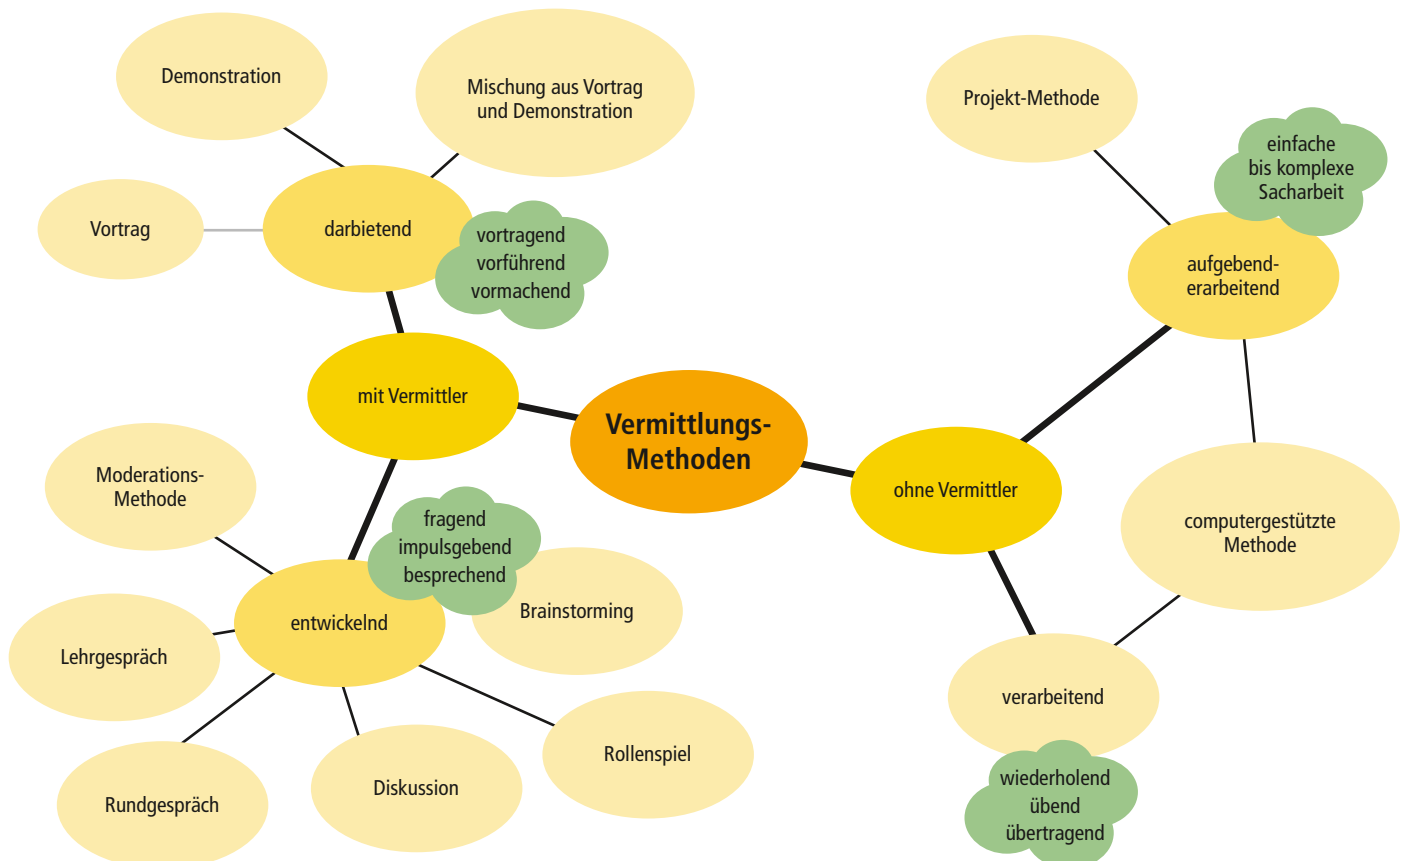 Demonstration
Mischung aus Vortrag
und Demonstration
Vortrag
darbietend
vortragend
vorführend
vormachend
mit Vermittler
Vermittlungs-
Methoden
Moderations-
Methode
fragend
impulsgebend
besprechend
entwickelnd
Brainstorming
Lehrgespräch
Rundgespräch
Diskussion
Rollenspiel
Projekt-Methode
einfache
bis komplexe
Sacharbeit
aufgebend-
erarbeitend
ohne Vermittler
computergestützte
Methode
verarbeitend
wiederholend
übend
übertragend